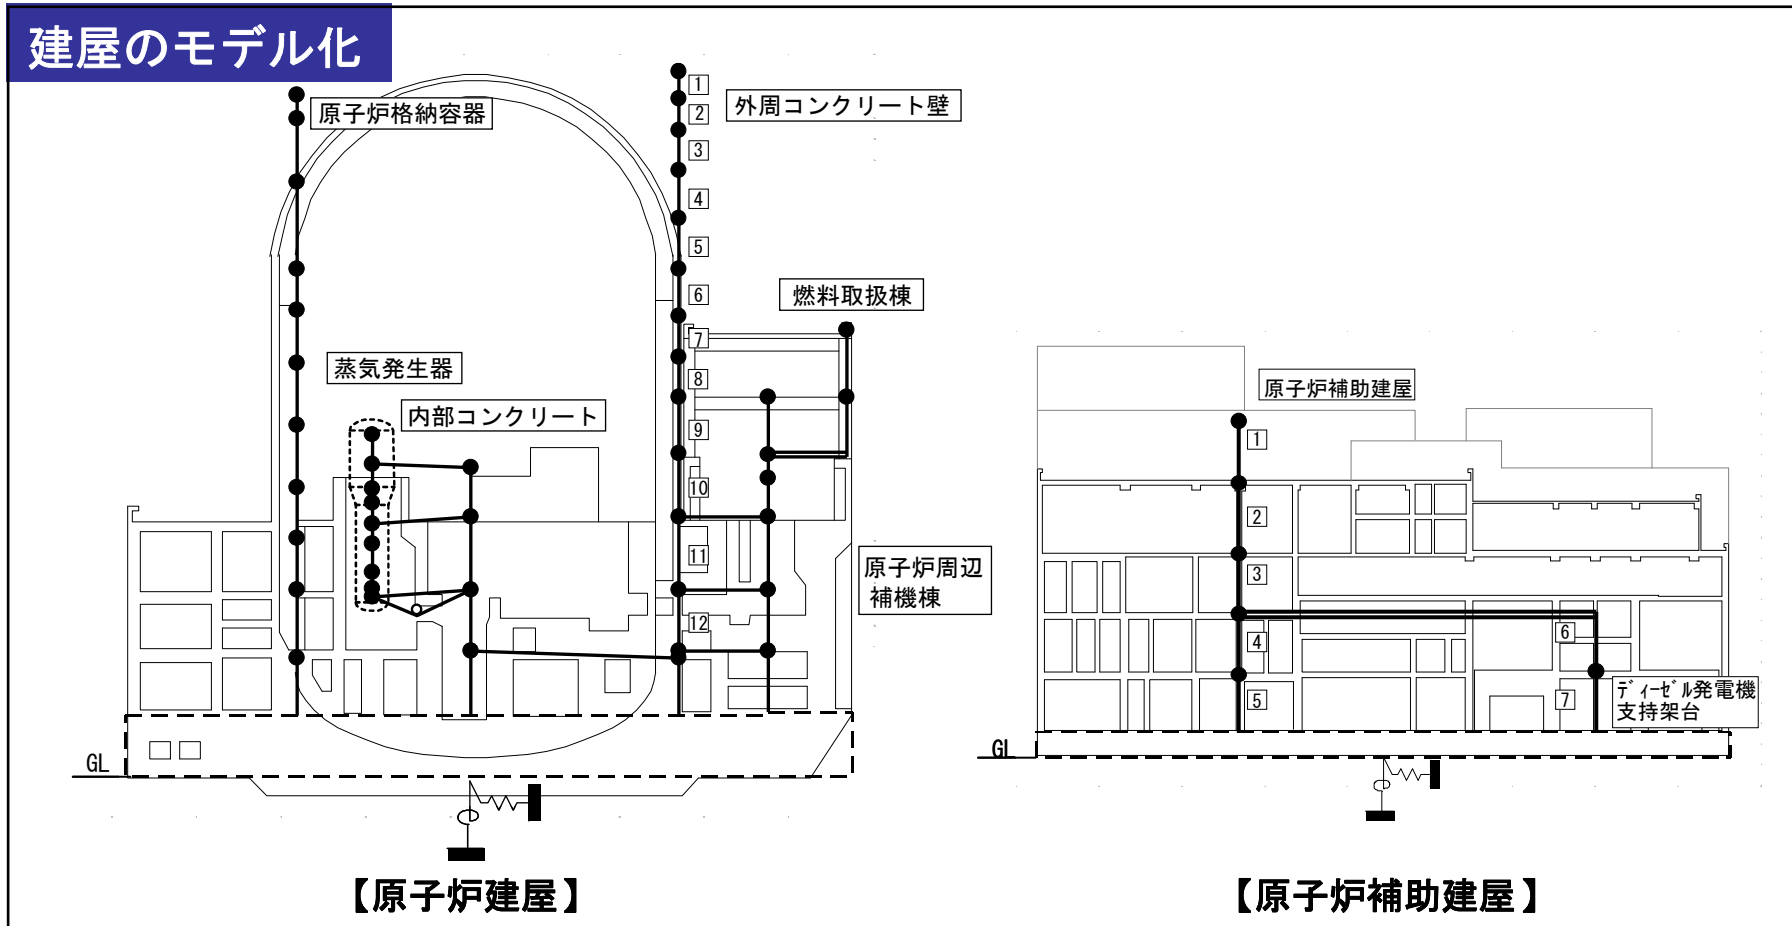 建屋のモデル化
原子炉格納容器
外周コンクリート壁
1
2
3
4
5
6
7
8
9
10
11
12
燃料取扱棟
蒸気発生器
内部コンクリート
原子炉周辺
補機棟
GL
【原子炉建屋】
原子炉補助建屋
1
2
3
4
5
6
7
ディーゼル発電機
支持架台
GL
【原子炉補助建屋】